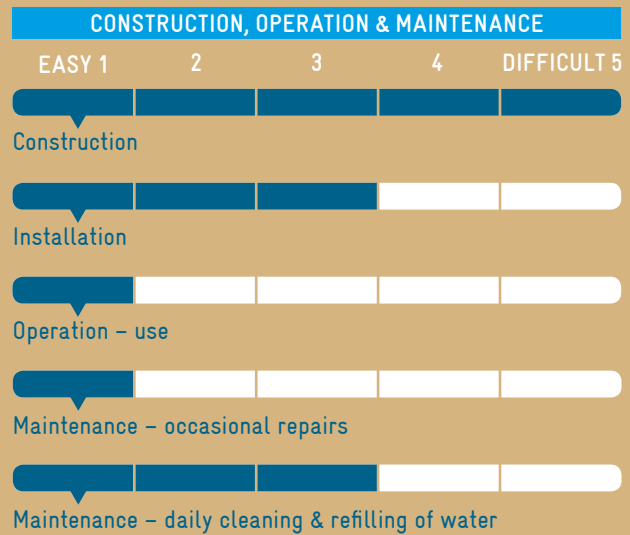 CONSTRUCTION, OPERATION & MAINTENANCE
EASY 1 2 3 4 DIFFICULT 5
Construction
Installation
Operation – use
Maintenance – occasional repairs
Maintenance – daily cleaning & refilling of water